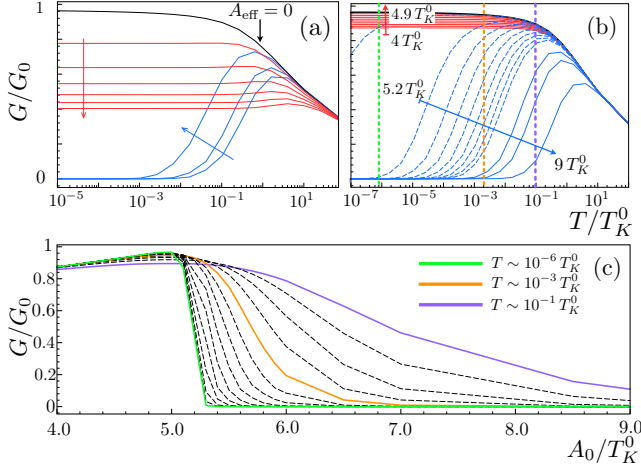 G/G_0
1
0
10^{-5}
10^{-3}
10^{-1}
10^1
A_eff = 0
(a)
4.9 T_K^0
4 T_K^0
5.2 T_K^0
9 T_K^0
(b)
10^{-7}
10^{-5}
10^{-3}
10^{-1}
10^1
T/T_K^0
G/G_0
1
0.8
0.6
0.4
0.2
0
4.0
5.0
6.0
7.0
8.0
9.0
A_0/T_K^0
T ∼ 10^{-6} T_K^0
T ∼ 10^{-3} T_K^0
T ∼ 10^{-1} T_K^0
(c)